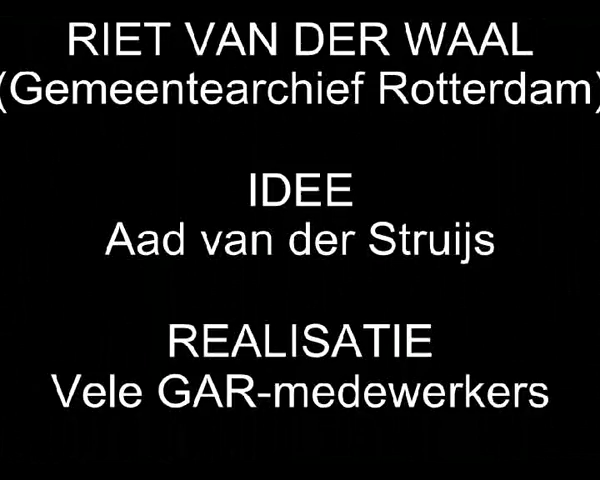 RIET VAN DER WAAL
(Gemeentearchief Rotterdam)
IDEE
Aad van der Struijs
REALISATIE
Vele GAR-medewerkers